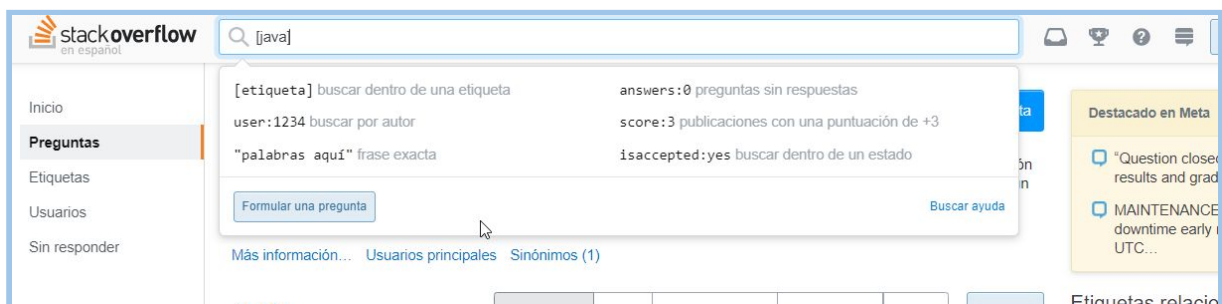 stackoverflow
en español
[java]
Inicio
Preguntas
Etiquetas
Usuarios
Sin responder
[etiqueta] buscar dentro de una etiqueta
user:1234 buscar por autor
"palabras aquí" frase exacta
answers:0 preguntas sin respuestas
score:3 publicaciones con una puntuación de +3
isaccepted:yes buscar dentro de un estado
Formular una pregunta
Buscar ayuda
Más información... Usuarios principales Sinónimos (1)
Destacado en Meta
"Question closed
results and grad
MAINTENANCE
downtime early
UTC...
Etiquetas